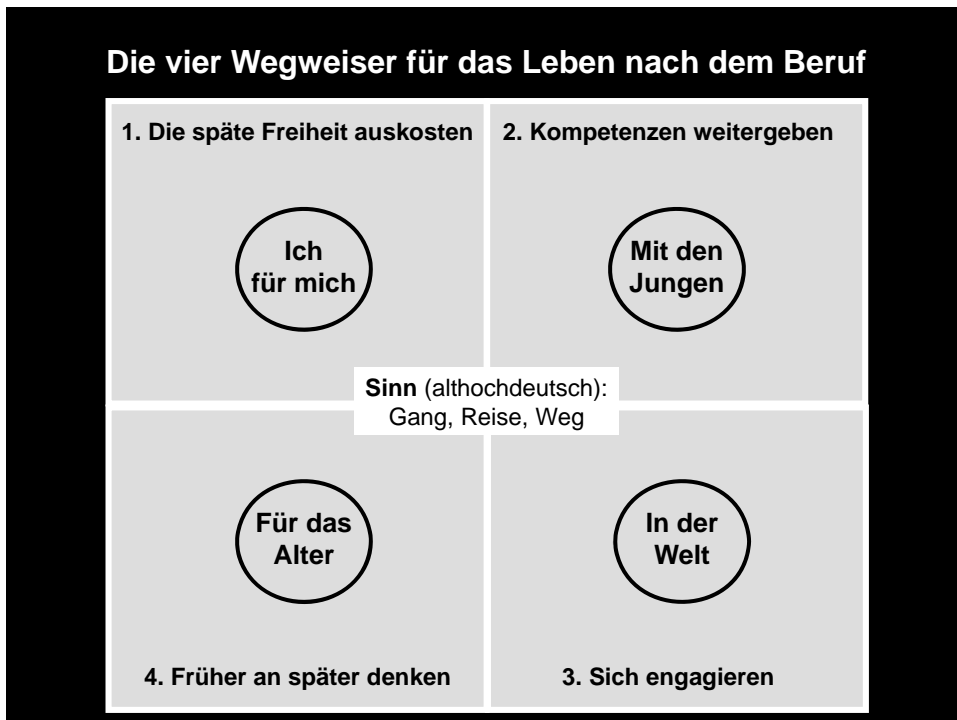 Die vier Wegweiser für das Leben nach dem Beruf
1. Die späte Freiheit auskosten
2. Kompetenzen weitergeben
Ich
für mich
Mit den
Jungen
Sinn (althochdeutsch):
Gang, Reise, Weg
Für das
Alter
In der
Welt
4. Früher an später denken
3. Sich engagieren